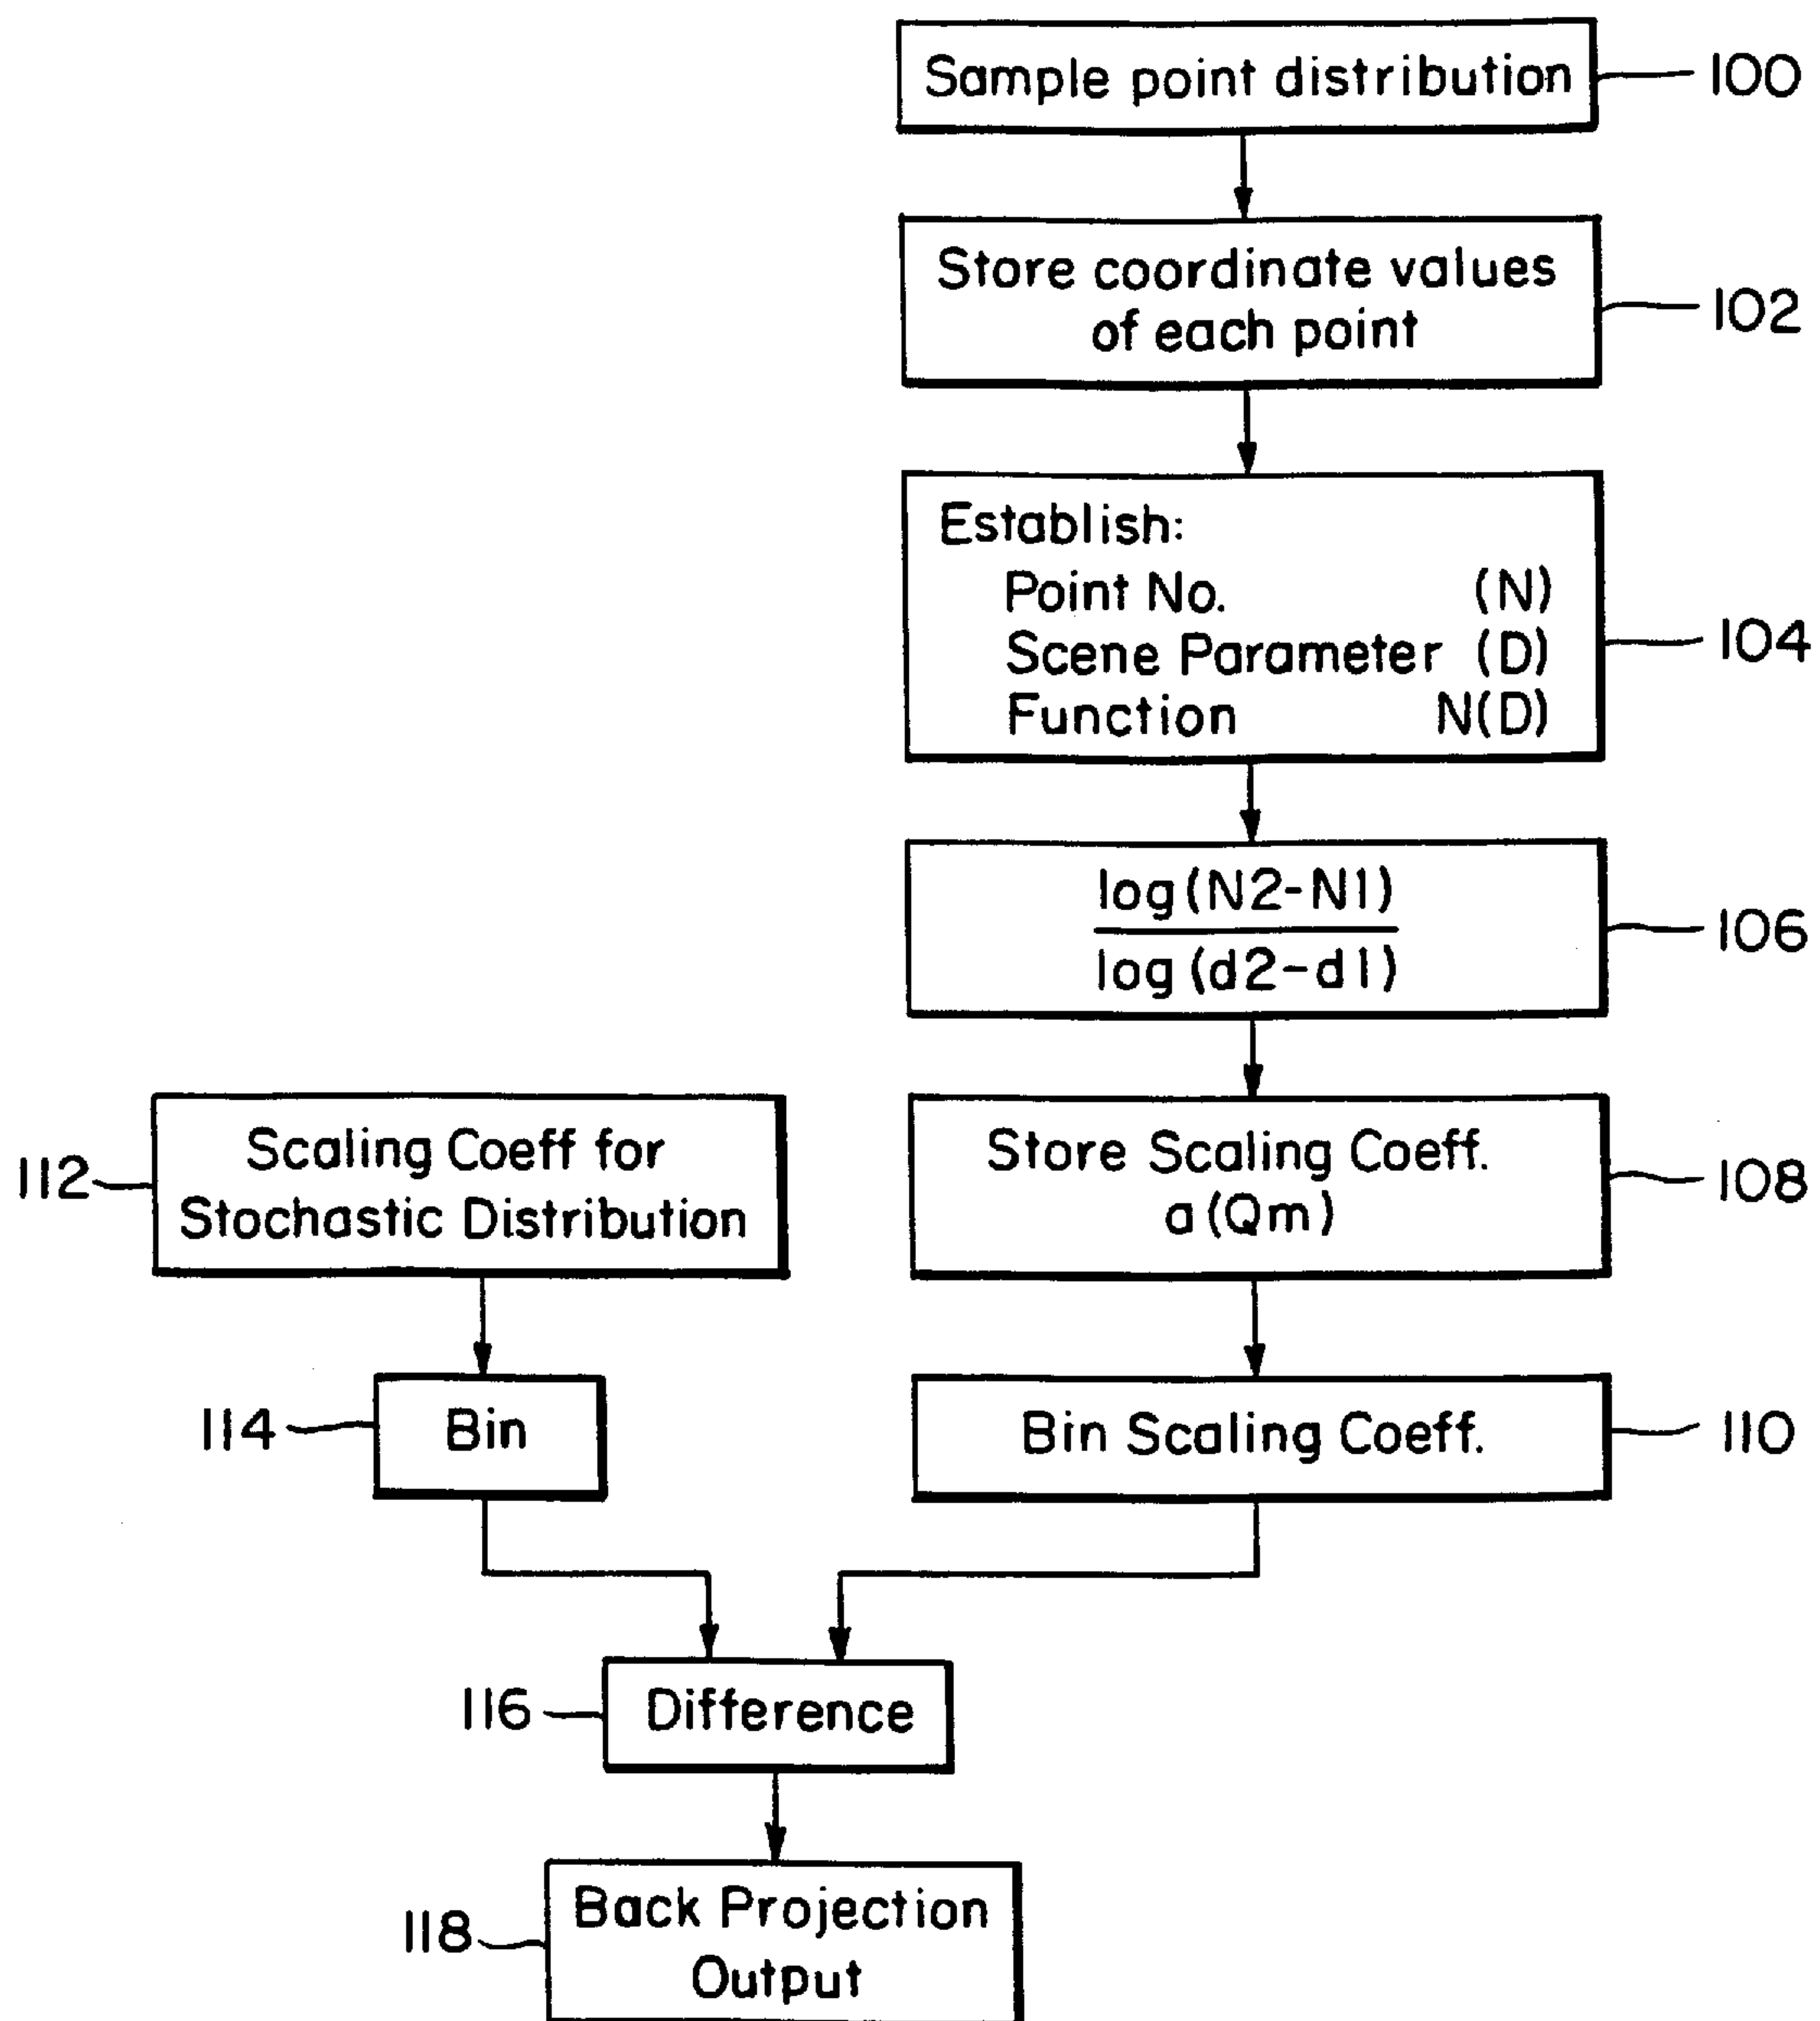 Sample point distribution
100
Store coordinate values
of each point
102
Establish:
Point No. (N)
Scene Parameter (D)
Function N(D)
104
log (N2-N1)
log (d2-d1)
106
Scaling Coeff for
Stochastic Distribution
112
Store Scaling Coeff.
a (Qm)
108
Bin
114
Bin Scaling Coeff.
110
Difference
116
Back Projection
Output
118